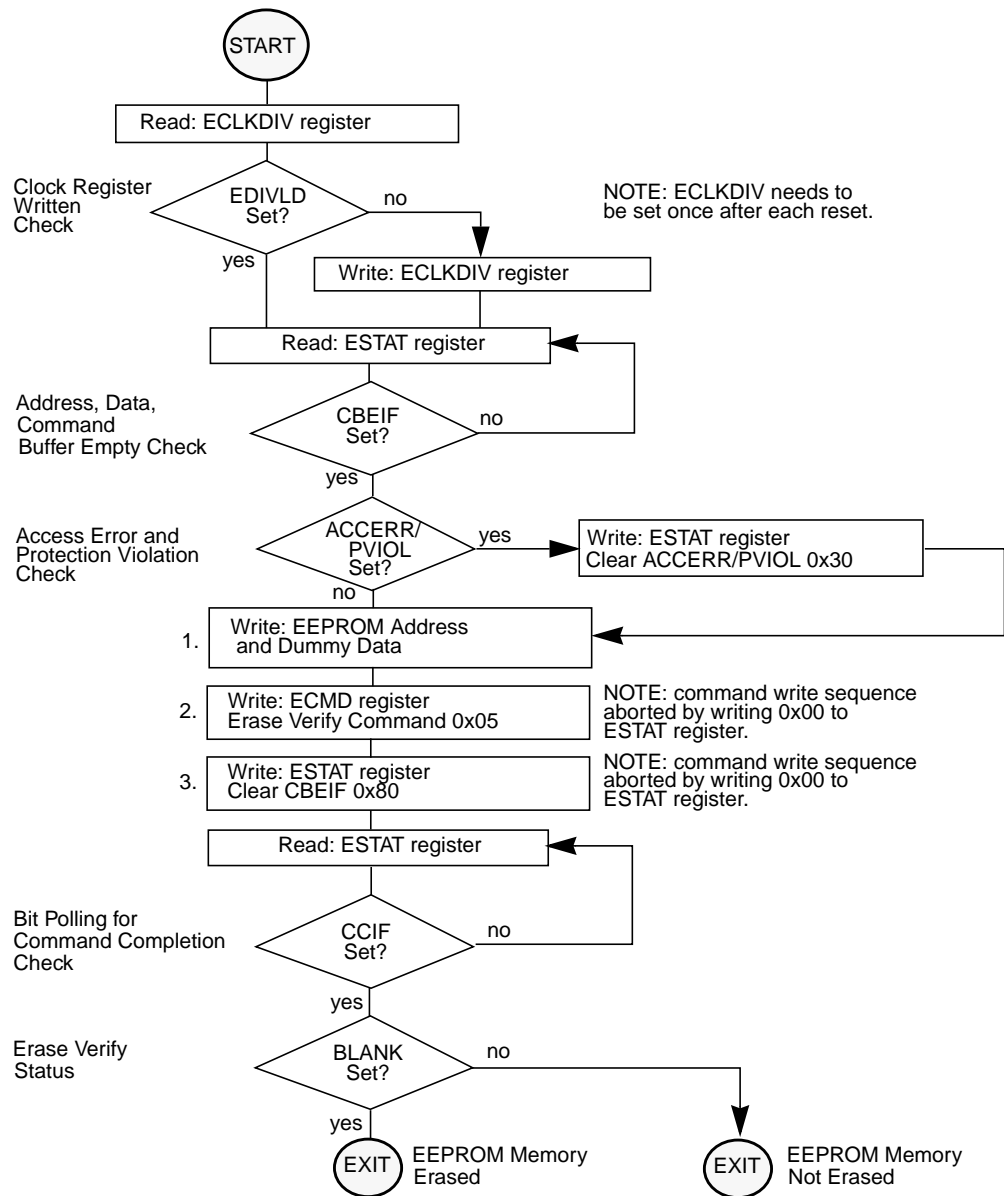 START
Read: ECLKDIV register
Clock Register
Written
Check
EDIVLD
Set?
no
yes
NOTE: ECLKDIV needs to
be set once after each reset.
Write: ECLKDIV register
Read: ESTAT register
Address, Data,
Command
Buffer Empty Check
CBEIF
Set?
no
yes
Access Error and
Protection Violation
Check
ACCERR/
PVIOL
Set?
yes
no
Write: ESTAT register
Clear ACCERR/PVIOL 0x30
1.
Write: EEPROM Address
and Dummy Data
2.
Write: ECMD register
Erase Verify Command 0x05
NOTE: command write sequence
aborted by writing 0x00 to
ESTAT register.
3.
Write: ESTAT register
Clear CBEIF 0x80
NOTE: command write sequence
aborted by writing 0x00 to
ESTAT register.
Read: ESTAT register
Bit Polling for
Command Completion
Check
CCIF
Set?
no
yes
Erase Verify
Status
BLANK
Set?
no
yes
EXIT
EEPROM Memory
Erased
EXIT
EEPROM Memory
Not Erased